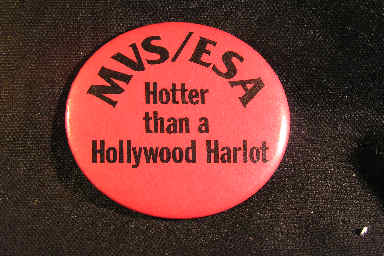 MVS/ESA
Hotter
than a
Hollywood Harlot